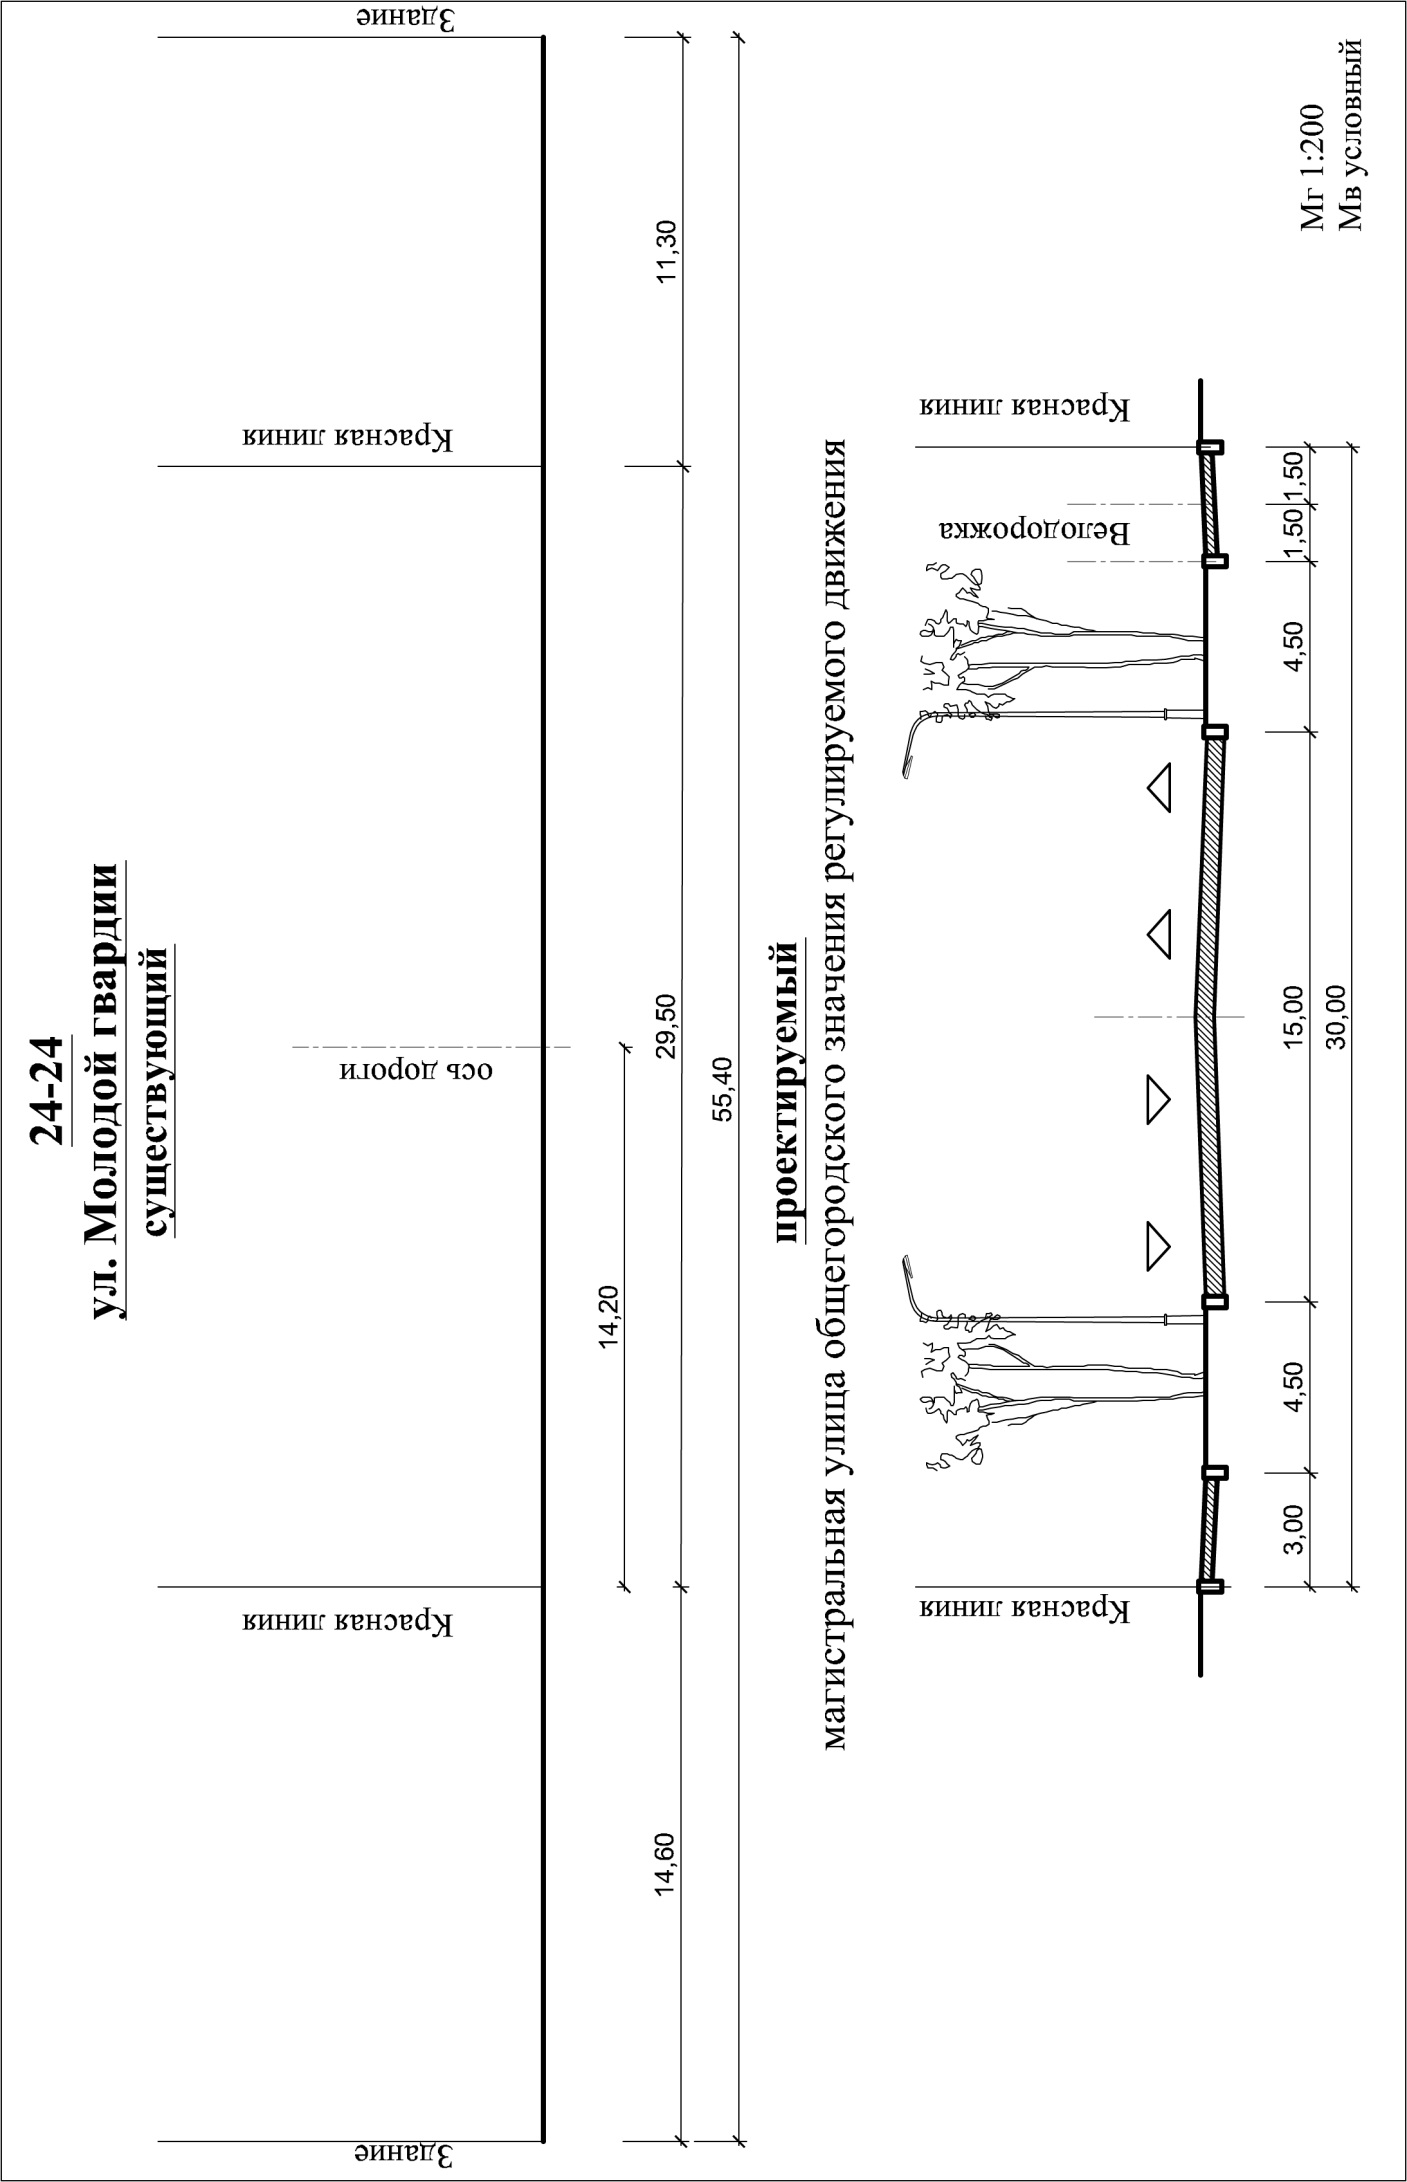 24-24
ул. Молодой гвардии
существующий
Здание
Красная линия
ось дороги
Красная линия
Здание
14,20
14,60
29,50
11,30
55,40
проектируемый
магистральная улица общегородского значения регулируемого движения
Красная линия
Велодорожка
Красная линия
3,00
4,50
15,00
4,50
1,50
1,50
30,00
Мг 1:200
Мв условный